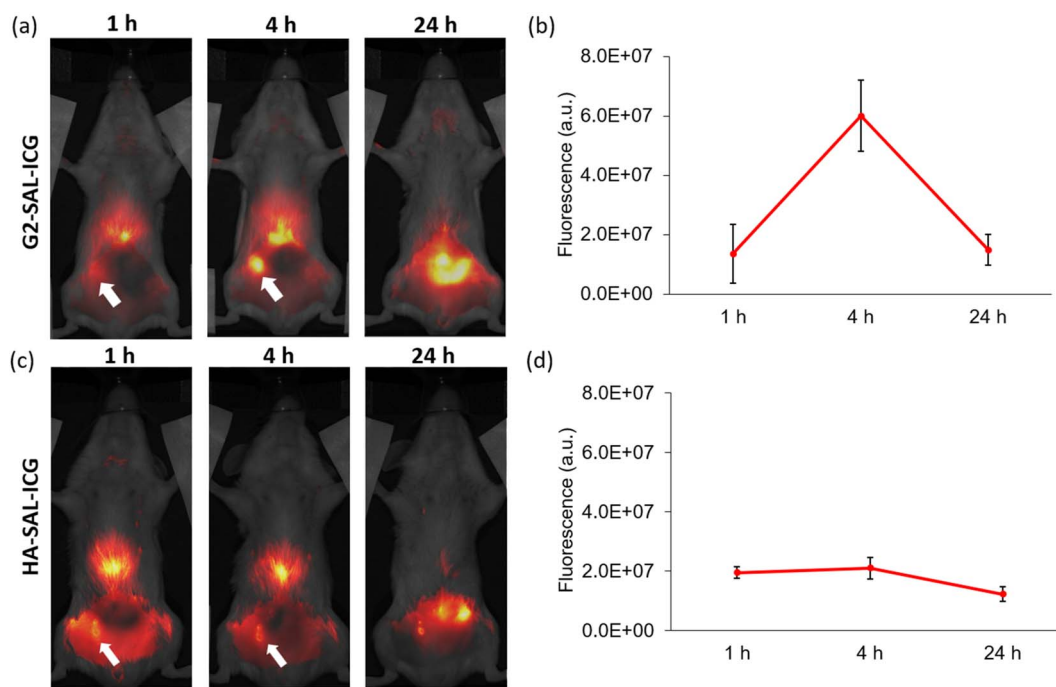 (a)
1 h
4 h
24 h
G2-SAL-ICG
(b)
8.0E+07
6.0E+07
4.0E+07
2.0E+07
0.0E+00
Fluorescence (a.u.)
1 h
4 h
24 h
(c)
1 h
4 h
24 h
HA-SAL-ICG
(d)
8.0E+07
6.0E+07
4.0E+07
2.0E+07
0.0E+00
Fluorescence (a.u.)
1 h
4 h
24 h